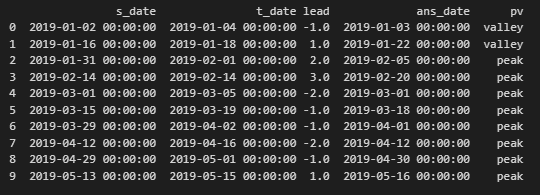 s_date t_date lead ans_date pv
0 2019-01-02 00:00:00 2019-01-04 00:00:00 -1.0 2019-01-03 00:00:00 valley
1 2019-01-16 00:00:00 2019-01-18 00:00:00 1.0 2019-01-22 00:00:00 valley
2 2019-01-31 00:00:00 2019-02-01 00:00:00 2.0 2019-02-05 00:00:00 peak
3 2019-02-14 00:00:00 2019-02-14 00:00:00 3.0 2019-02-20 00:00:00 peak
4 2019-03-01 00:00:00 2019-03-05 00:00:00 -2.0 2019-03-01 00:00:00 peak
5 2019-03-15 00:00:00 2019-03-19 00:00:00 -1.0 2019-03-18 00:00:00 peak
6 2019-03-29 00:00:00 2019-04-02 00:00:00 -1.0 2019-04-01 00:00:00 peak
7 2019-04-12 00:00:00 2019-04-16 00:00:00 -2.0 2019-04-12 00:00:00 peak
8 2019-04-29 00:00:00 2019-05-01 00:00:00 -1.0 2019-04-30 00:00:00 peak
9 2019-05-13 00:00:00 2019-05-15 00:00:00 1.0 2019-05-16 00:00:00 peak